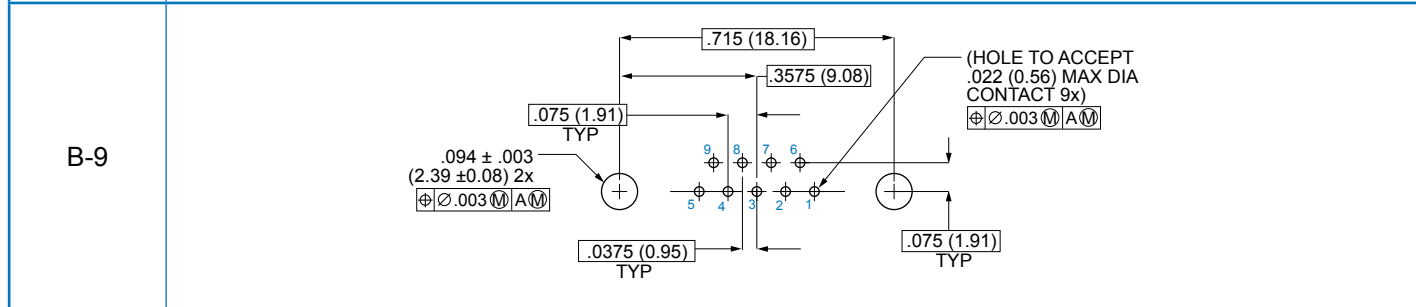 B-9
.715 (18.16)
.3575 (9.08)
(HOLE TO ACCEPT
.022 (0.56) MAX DIA
CONTACT 9x)
⌖ ⌀.003 Ⓜ A Ⓜ
.075 (1.91)
TYP
.094 ± .003
(2.39 ±0.08) 2x
⌖ ⌀.003 Ⓜ A Ⓜ
9 8 7 6
5 4 3 2 1
.0375 (0.95)
TYP
.075 (1.91)
TYP